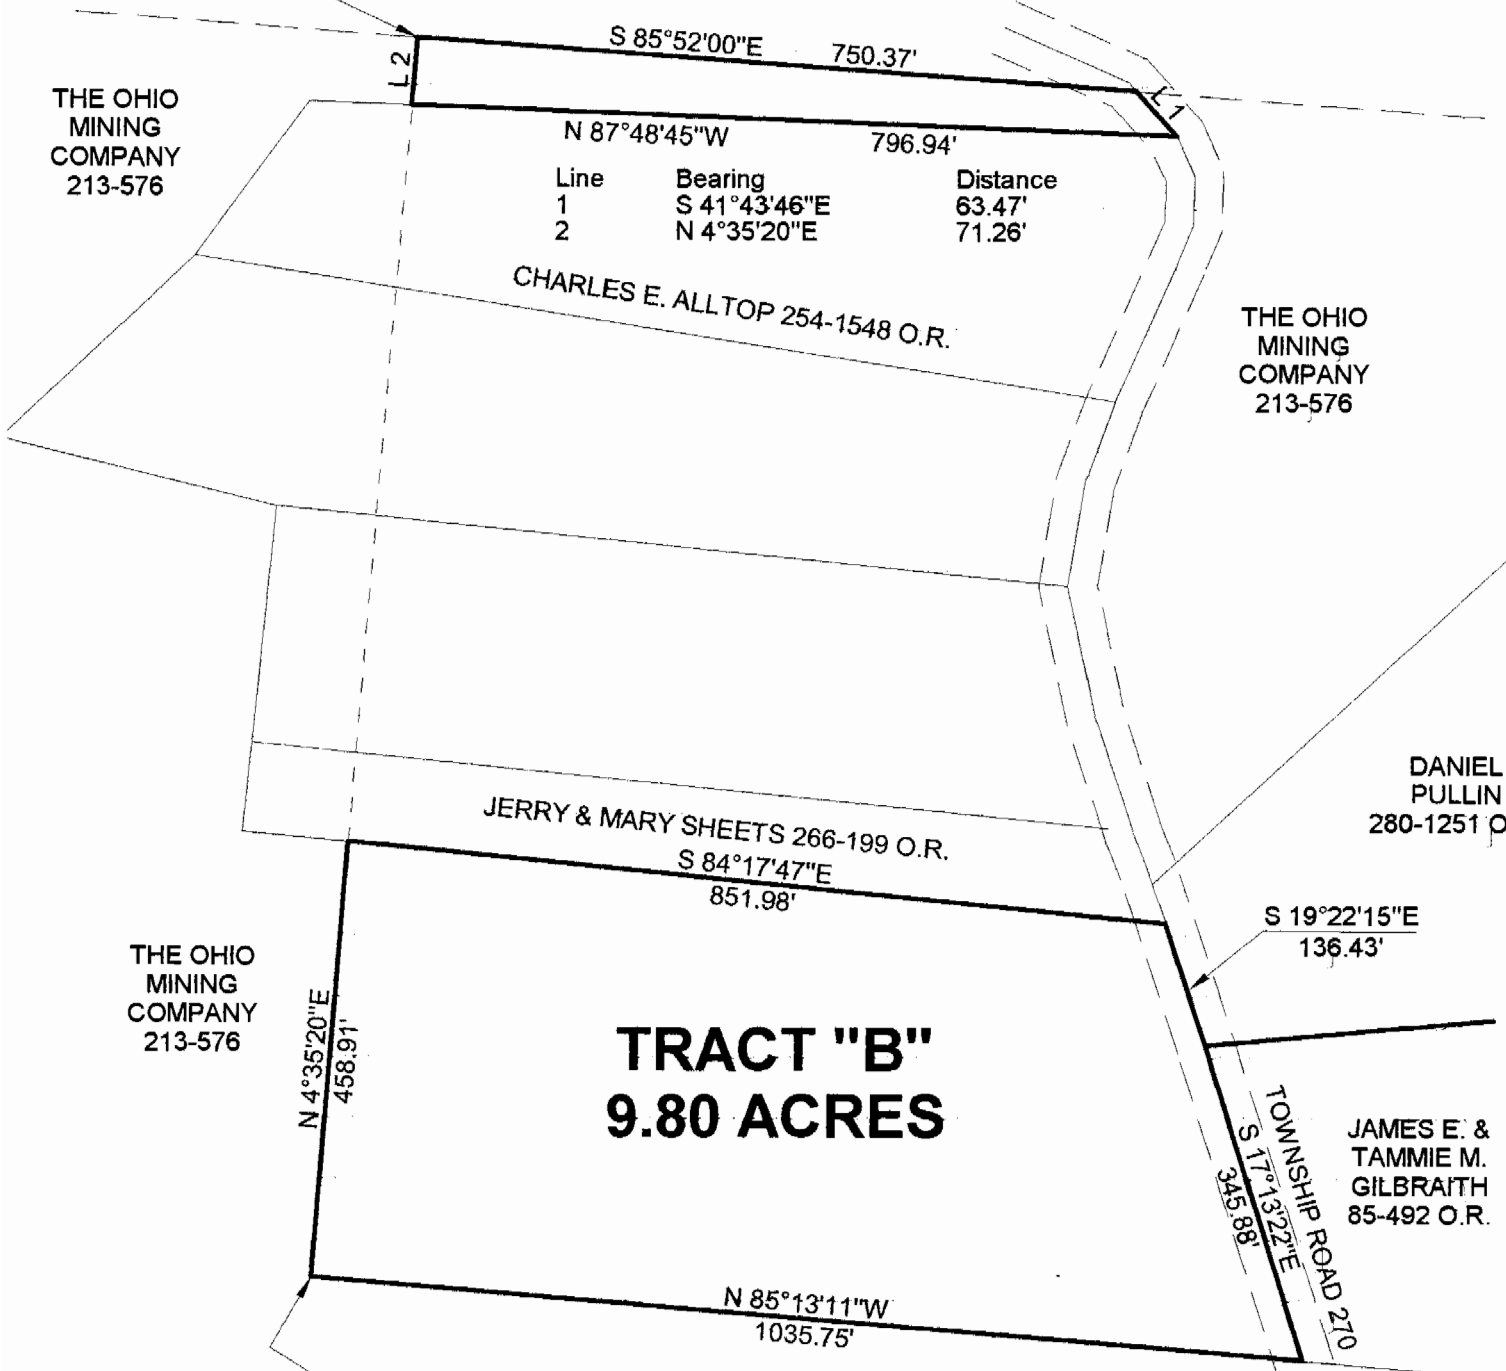 S 85°52'00"E 750.37'
L 2
L 1
THE OHIO
MINING
COMPANY
213-576
N 87°48'45"W 796.94'
Line Bearing Distance
1 S 41°43'46"E 63.47'
2 N 4°35'20"E 71.26'
CHARLES E. ALLTOP 254-1548 O.R.
THE OHIO
MINING
COMPANY
213-576
DANIEL
PULLIN
280-1251 O
JERRY & MARY SHEETS 266-199 O.R.
S 84°17'47"E
851.98'
S 19°22'15"E
136.43'
THE OHIO
MINING
COMPANY
213-576
N 4°35'20"E
458.91'
TRACT "B"
9.80 ACRES
TOWNSHIP ROAD 270
S 17°13'22"E
345.88'
JAMES E. &
TAMMIE M.
GILBRAITH
85-492 O.R.
N 85°13'11"W
1035.75'